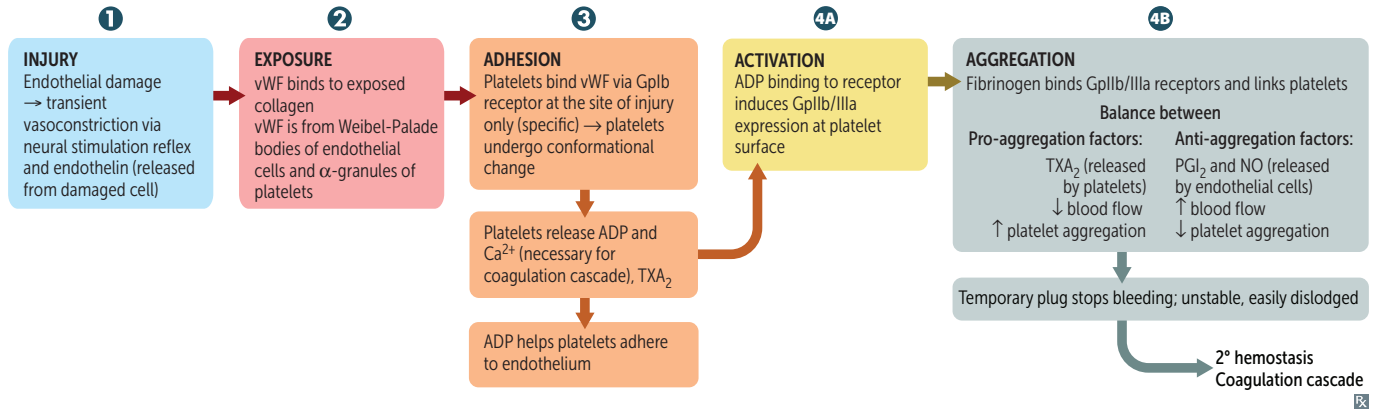 1
INJURY
Endothelial damage
→ transient
vasoconstriction via
neural stimulation reflex
and endothelin (released
from damaged cell)
2
EXPOSURE
vWF binds to exposed
collagen
vWF is from Weibel-Palade
bodies of endothelial
cells and α-granules of
platelets
3
ADHESION
Platelets bind vWF via GpIb
receptor at the site of injury
only (specific) → platelets
undergo conformational
change
Platelets release ADP and
Ca²⁺ (necessary for
coagulation cascade), TXA₂
ADP helps platelets adhere
to endothelium
4A
ACTIVATION
ADP binding to receptor
induces GpIIb/IIIa
expression at platelet
surface
4B
AGGREGATION
Fibrinogen binds GpIIb/IIIa receptors and links platelets
Balance between
Pro-aggregation factors:
TXA₂ (released
by platelets)
↓ blood flow
↑ platelet aggregation
Anti-aggregation factors:
PGI₂ and NO (released
by endothelial cells)
↑ blood flow
↓ platelet aggregation
Temporary plug stops bleeding; unstable, easily dislodged
2° hemostasis
Coagulation cascade
Rx